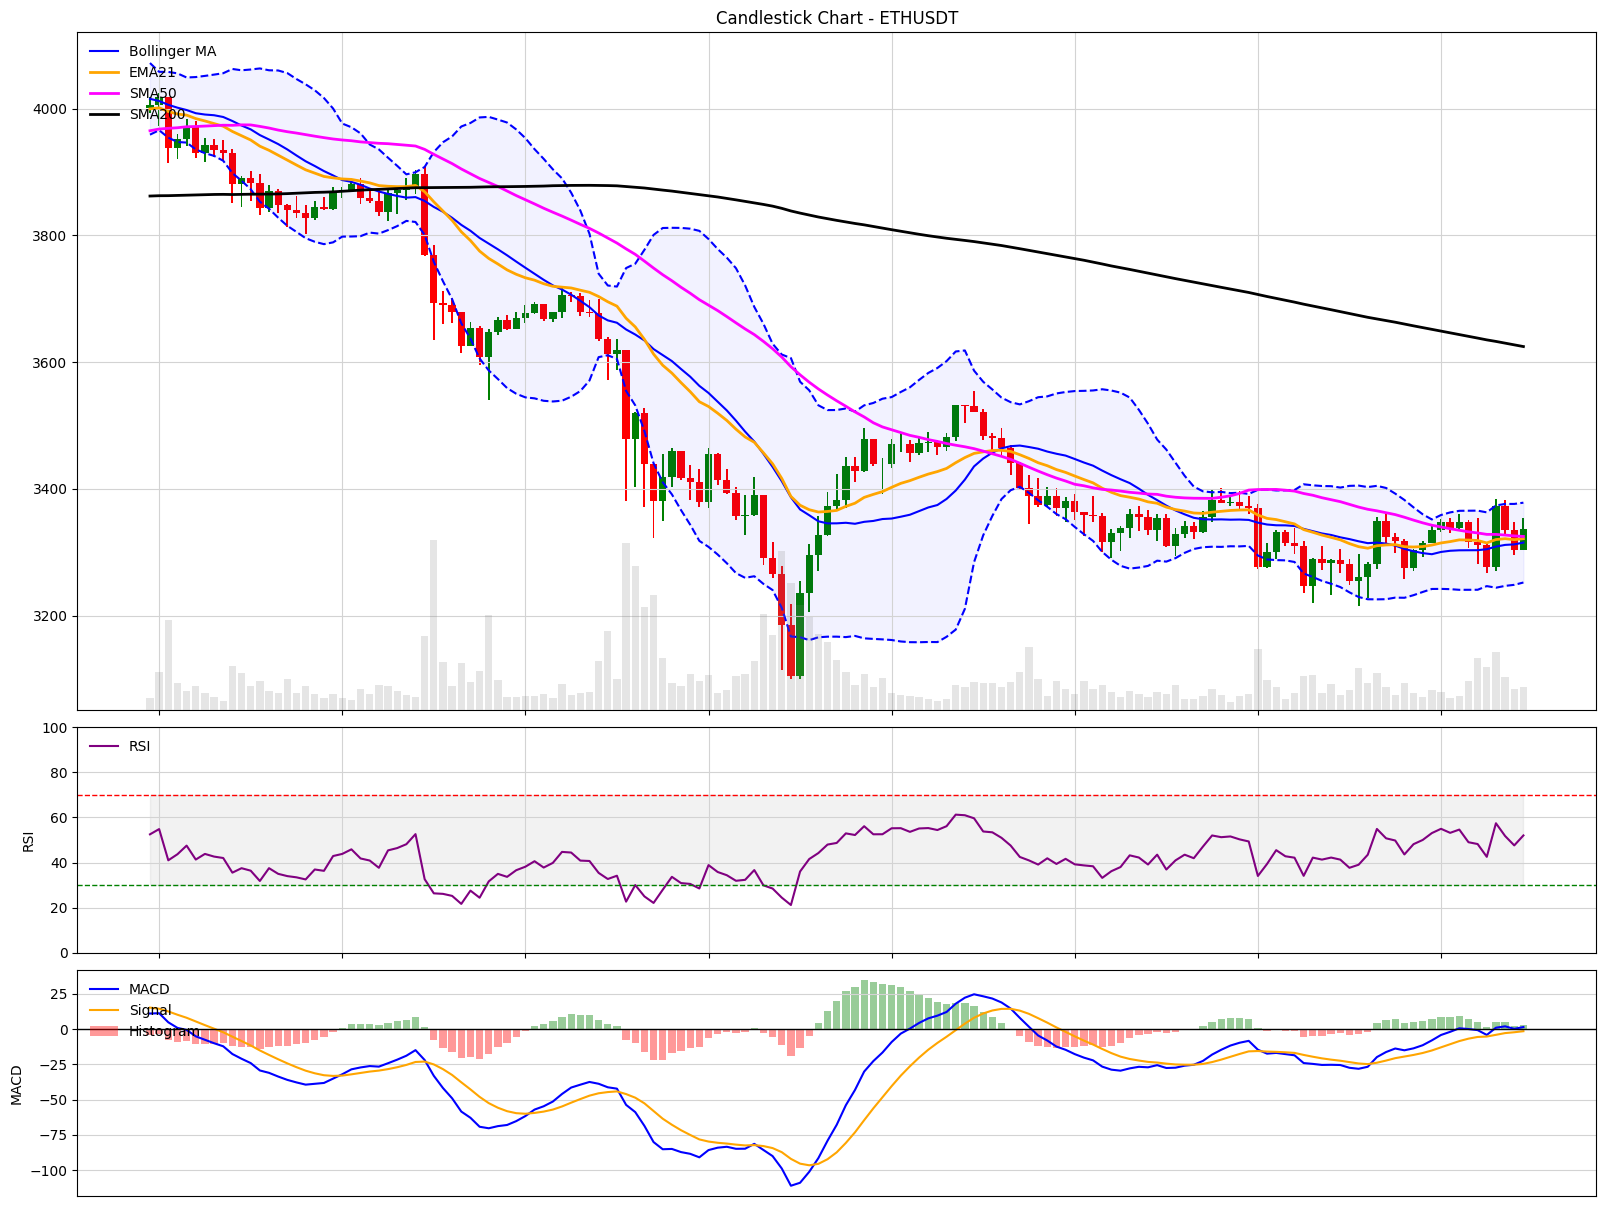 Candlestick Chart - ETHUSDT
Bollinger MA
EMA21
SMA50
SMA200
4000
3800
3600
3400
3200
100
80
60
40
20
0
RSI
RSI
25
0
−25
−50
−75
−100
MACD
MACD
Signal
Histogram